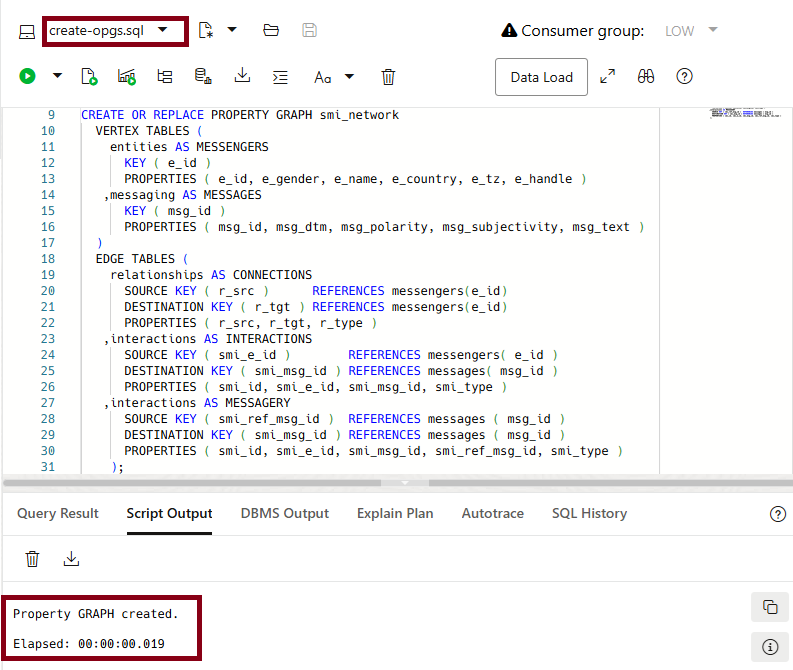 create-opgs.sql
Consumer group: LOW
Aa
Data Load
9 CREATE OR REPLACE PROPERTY GRAPH smi_network
10 VERTEX TABLES (
11 entities AS MESSENGERS
12 KEY ( e_id )
13 PROPERTIES ( e_id, e_gender, e_name, e_country, e_tz, e_handle )
14 ,messaging AS MESSAGES
15 KEY ( msg_id )
16 PROPERTIES ( msg_id, msg_dtm, msg_polarity, msg_subjectivity, msg_text )
17 )
18 EDGE TABLES (
19 relationships AS CONNECTIONS
20 SOURCE KEY ( r_src ) REFERENCES messengers(e_id)
21 DESTINATION KEY ( r_tgt ) REFERENCES messengers(e_id)
22 PROPERTIES ( r_src, r_tgt, r_type )
23 ,interactions AS INTERACTIONS
24 SOURCE KEY ( smi_e_id ) REFERENCES messengers( e_id )
25 DESTINATION KEY ( smi_msg_id ) REFERENCES messages( msg_id )
26 PROPERTIES ( smi_id, smi_e_id, smi_msg_id, smi_type )
27 ,interactions AS MESSAGERY
28 SOURCE KEY ( smi_ref_msg_id ) REFERENCES messages ( msg_id )
29 DESTINATION KEY ( smi_msg_id ) REFERENCES messages ( msg_id )
30 PROPERTIES ( smi_id, smi_e_id, smi_msg_id, smi_ref_msg_id, smi_type )
31 );
Query Result Script Output DBMS Output Explain Plan Autotrace SQL History
Property GRAPH created.
Elapsed: 00:00:00.019